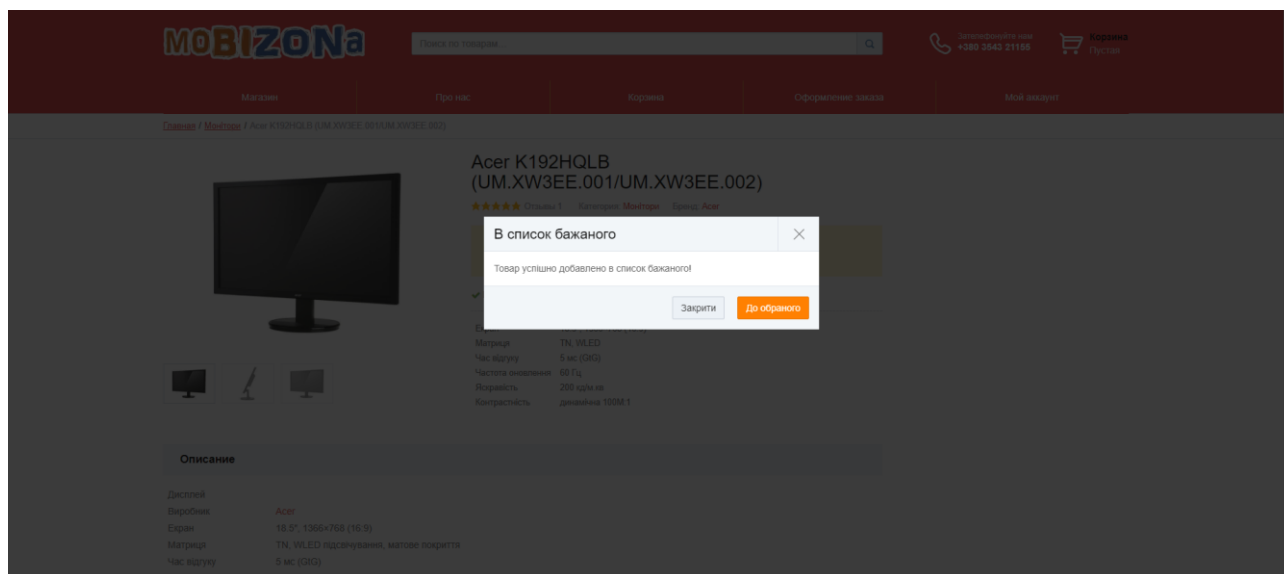 MOBIZONa
Поиск по товарам...
Зателефонуйте нам
+380 3543 21155
Корзина
Пустая
Магазин Про нас Корзина Оформление заказа Мой аккаунт
Главная / Монітори / Acer K192HQLB (UM.XW3EE.001/UM.XW3EE.002)
Acer K192HQLB
(UM.XW3EE.001/UM.XW3EE.002)
Отзывы 1 Категория: Монітори Бренд: Acer
В список бажаного
Товар успішно добавлено в список бажаного!
Закрити До обраного
Матриця TN, WLED
Час відгуку 5 мс (GtG)
Частота оновлення 60 Гц
Яскравість 200 кд/м.кв
Контрастність динамічна 100M:1
Описание
Дисплей
Виробник Acer
Екран 18.5", 1366×768 (16:9)
Матриця TN, WLED підсвічування, матове покриття
Час відгуку 5 мс (GtG)